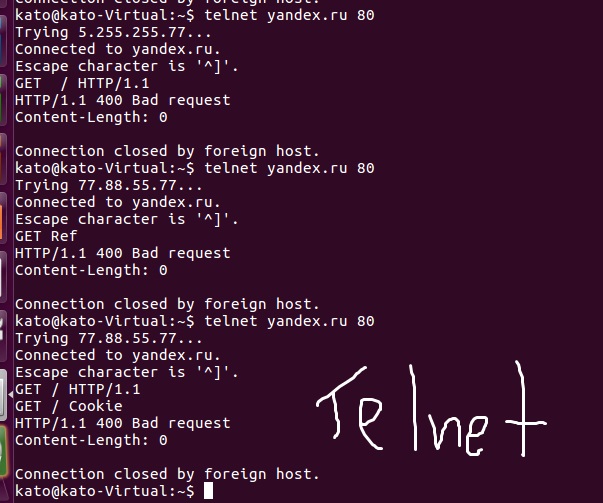 Connection closed by foreign host.
kato@kato-Virtual:~$ telnet yandex.ru 80
Trying 5.255.255.77...
Connected to yandex.ru.
Escape character is '^]'.
GET  / HTTP/1.1
HTTP/1.1 400 Bad request
Content-Length: 0

Connection closed by foreign host.
kato@kato-Virtual:~$ telnet yandex.ru 80
Trying 77.88.55.77...
Connected to yandex.ru.
Escape character is '^]'.
GET Ref
HTTP/1.1 400 Bad request
Content-Length: 0

Connection closed by foreign host.
kato@kato-Virtual:~$ telnet yandex.ru 80
Trying 77.88.55.77...
Connected to yandex.ru.
Escape character is '^]'.
GET / HTTP/1.1
GET / Cookie
HTTP/1.1 400 Bad request
Content-Length: 0

Connection closed by foreign host.
kato@kato-Virtual:~$
Telnet